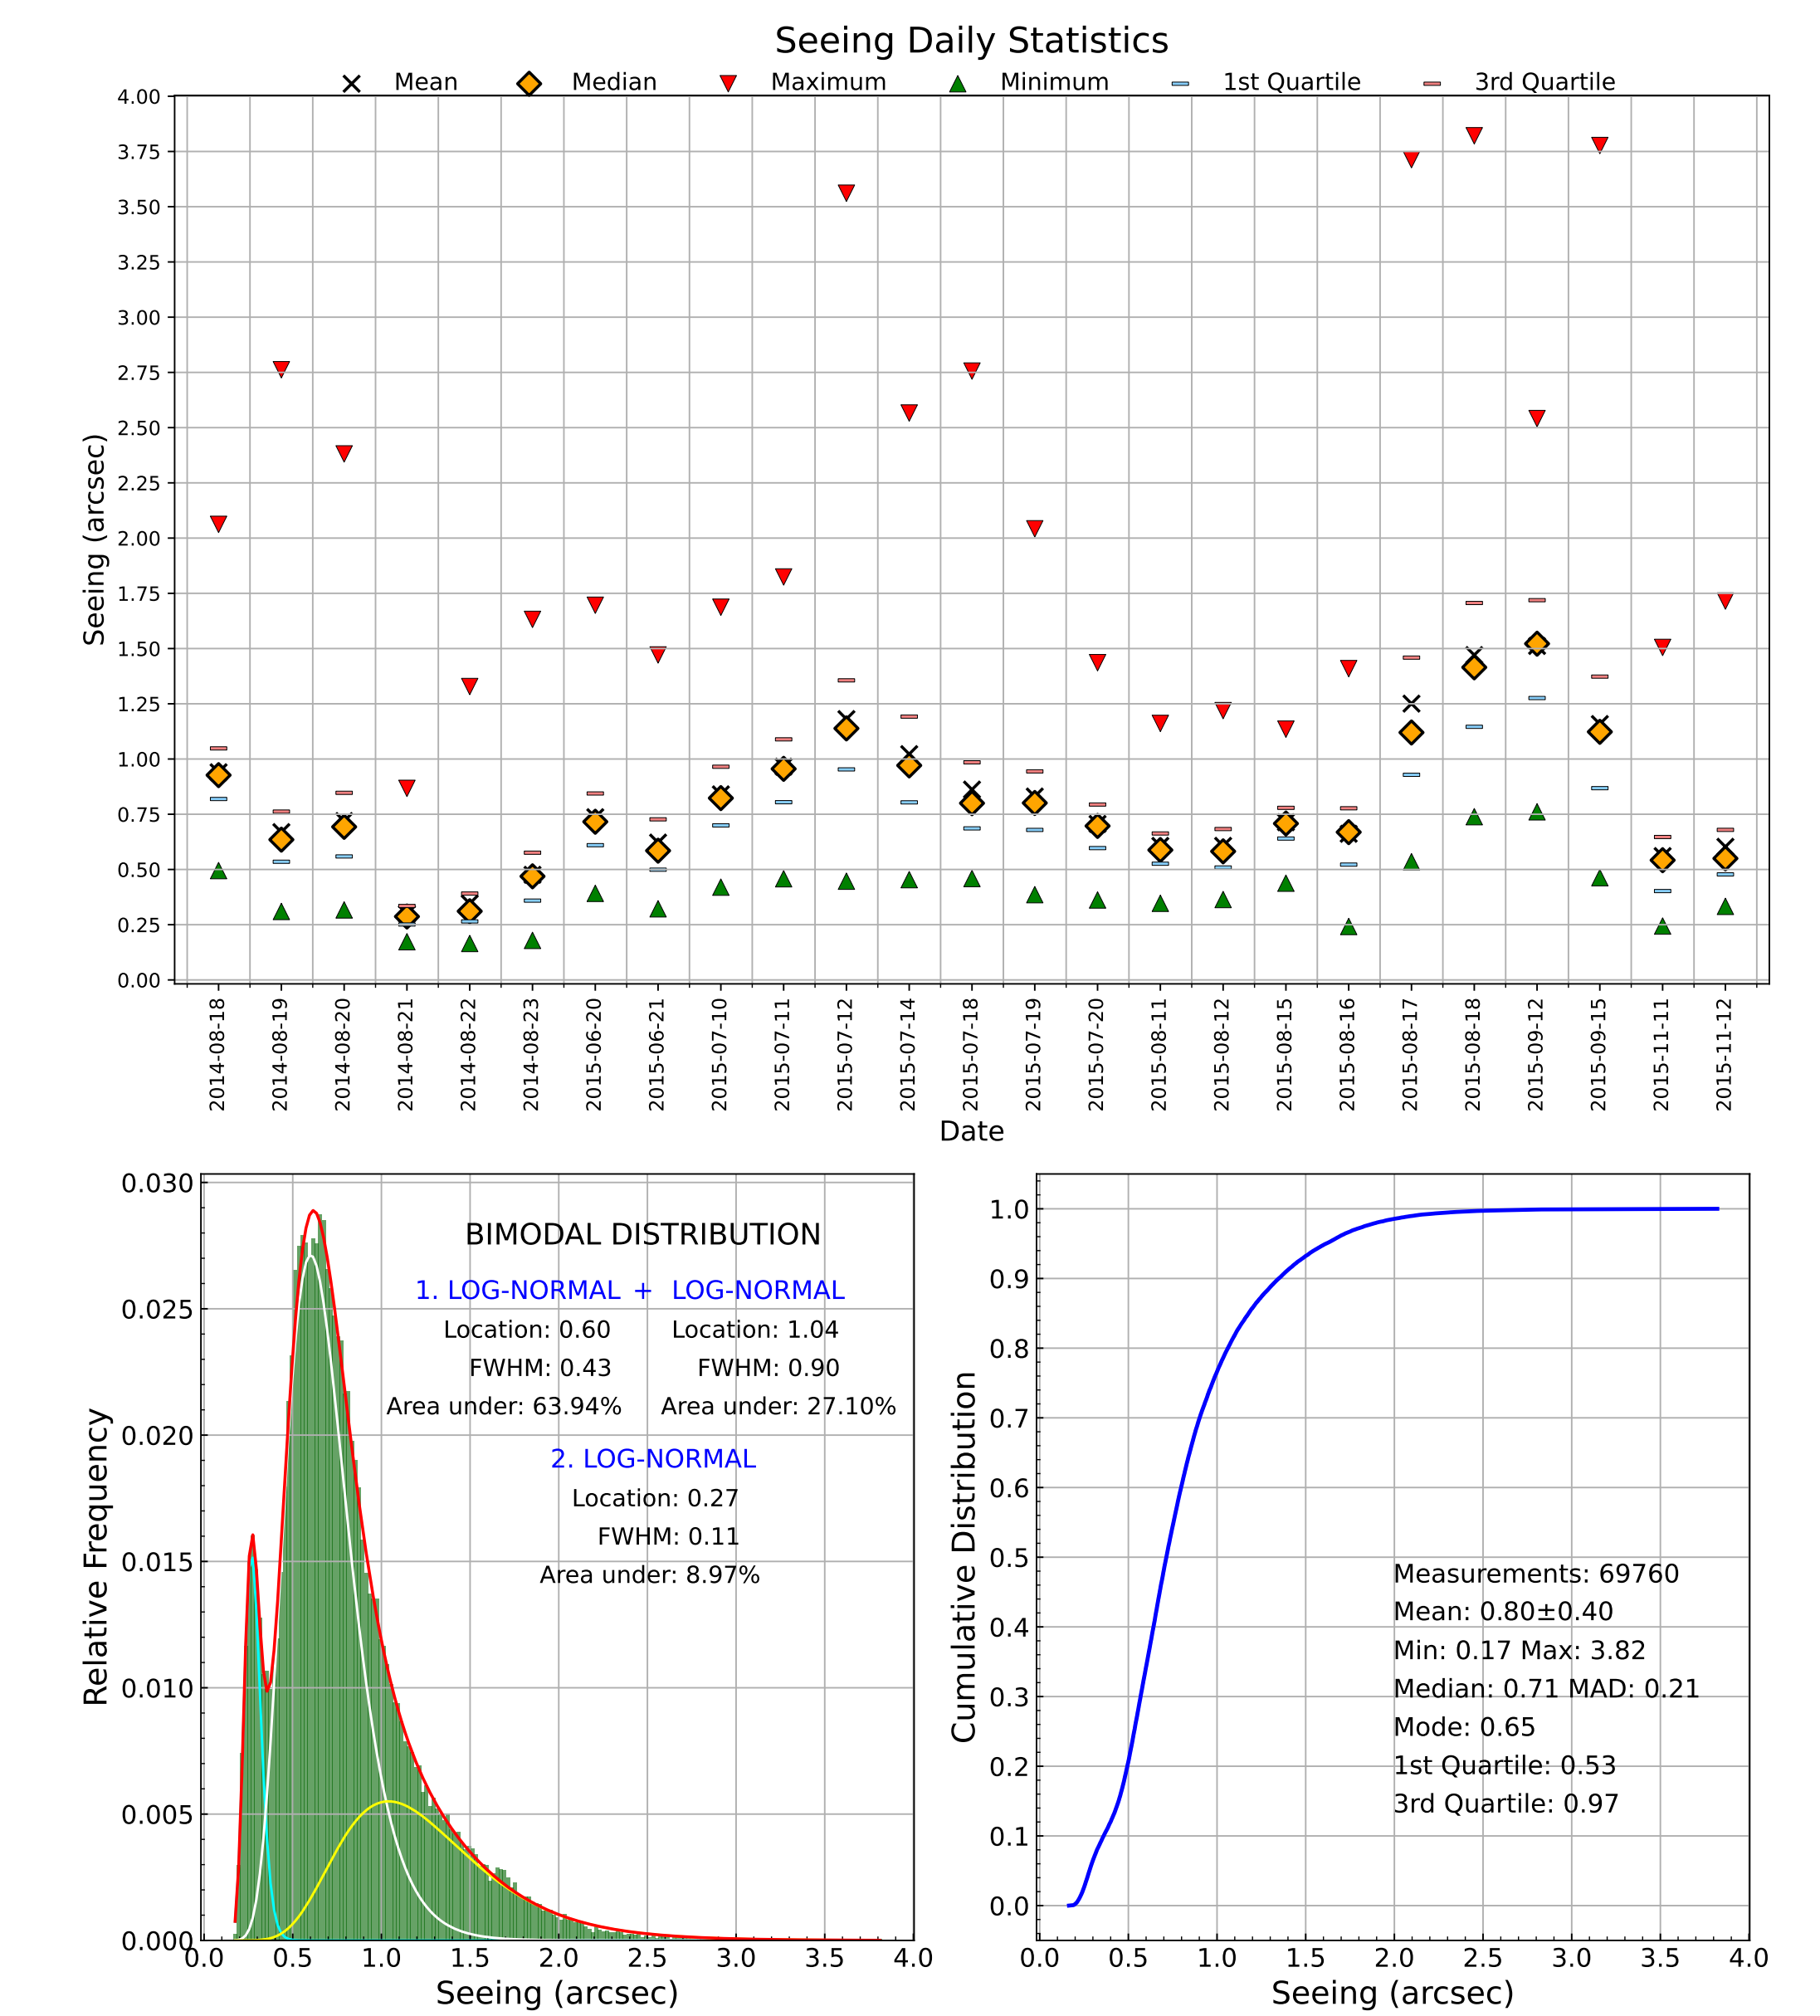 Seeing Daily Statistics
Mean Median Maximum Minimum 1st Quartile 3rd Quartile
4.00
3.75
3.50
3.25
3.00
2.75
2.50
2.25
2.00
1.75
1.50
1.25
1.00
0.75
0.50
0.25
0.00
Seeing (arcsec)
2014-08-18
2014-08-19
2014-08-20
2014-08-21
2014-08-22
2014-08-23
2015-06-20
2015-06-21
2015-07-10
2015-07-11
2015-07-12
2015-07-14
2015-07-18
2015-07-19
2015-07-20
2015-08-11
2015-08-12
2015-08-15
2015-08-16
2015-08-17
2015-08-18
2015-09-12
2015-09-15
2015-11-11
2015-11-12
Date
0.030
0.025
0.020
0.015
0.010
0.005
0.000
Relative Frequency
BIMODAL DISTRIBUTION
1. LOG-NORMAL + LOG-NORMAL
Location: 0.60 Location: 1.04
FWHM: 0.43 FWHM: 0.90
Area under: 63.94% Area under: 27.10%
2. LOG-NORMAL
Location: 0.27
FWHM: 0.11
Area under: 8.97%
0.0 0.5 1.0 1.5 2.0 2.5 3.0 3.5 4.0
Seeing (arcsec)
1.0
0.9
0.8
0.7
0.6
0.5
0.4
0.3
0.2
0.1
0.0
Cumulative Distribution
Measurements: 69760
Mean: 0.80±0.40
Min: 0.17 Max: 3.82
Median: 0.71 MAD: 0.21
Mode: 0.65
1st Quartile: 0.53
3rd Quartile: 0.97
0.0 0.5 1.0 1.5 2.0 2.5 3.0 3.5 4.0
Seeing (arcsec)